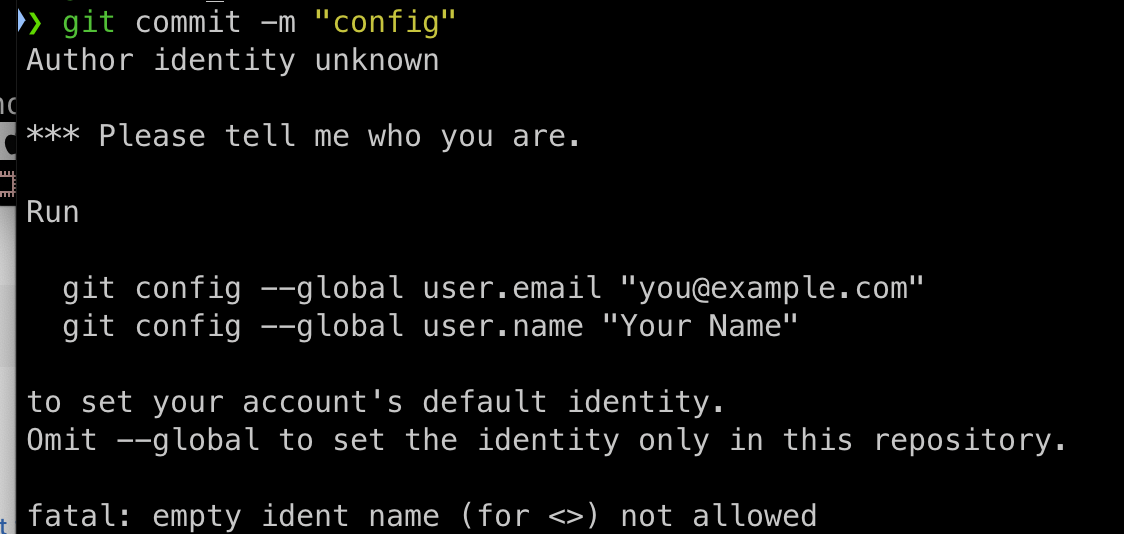 ❯ git commit -m "config"
Author identity unknown
*** Please tell me who you are.
Run
git config --global user.email "you@example.com"
git config --global user.name "Your Name"
to set your account's default identity.
Omit --global to set the identity only in this repository.
fatal: empty ident name (for <>) not allowed